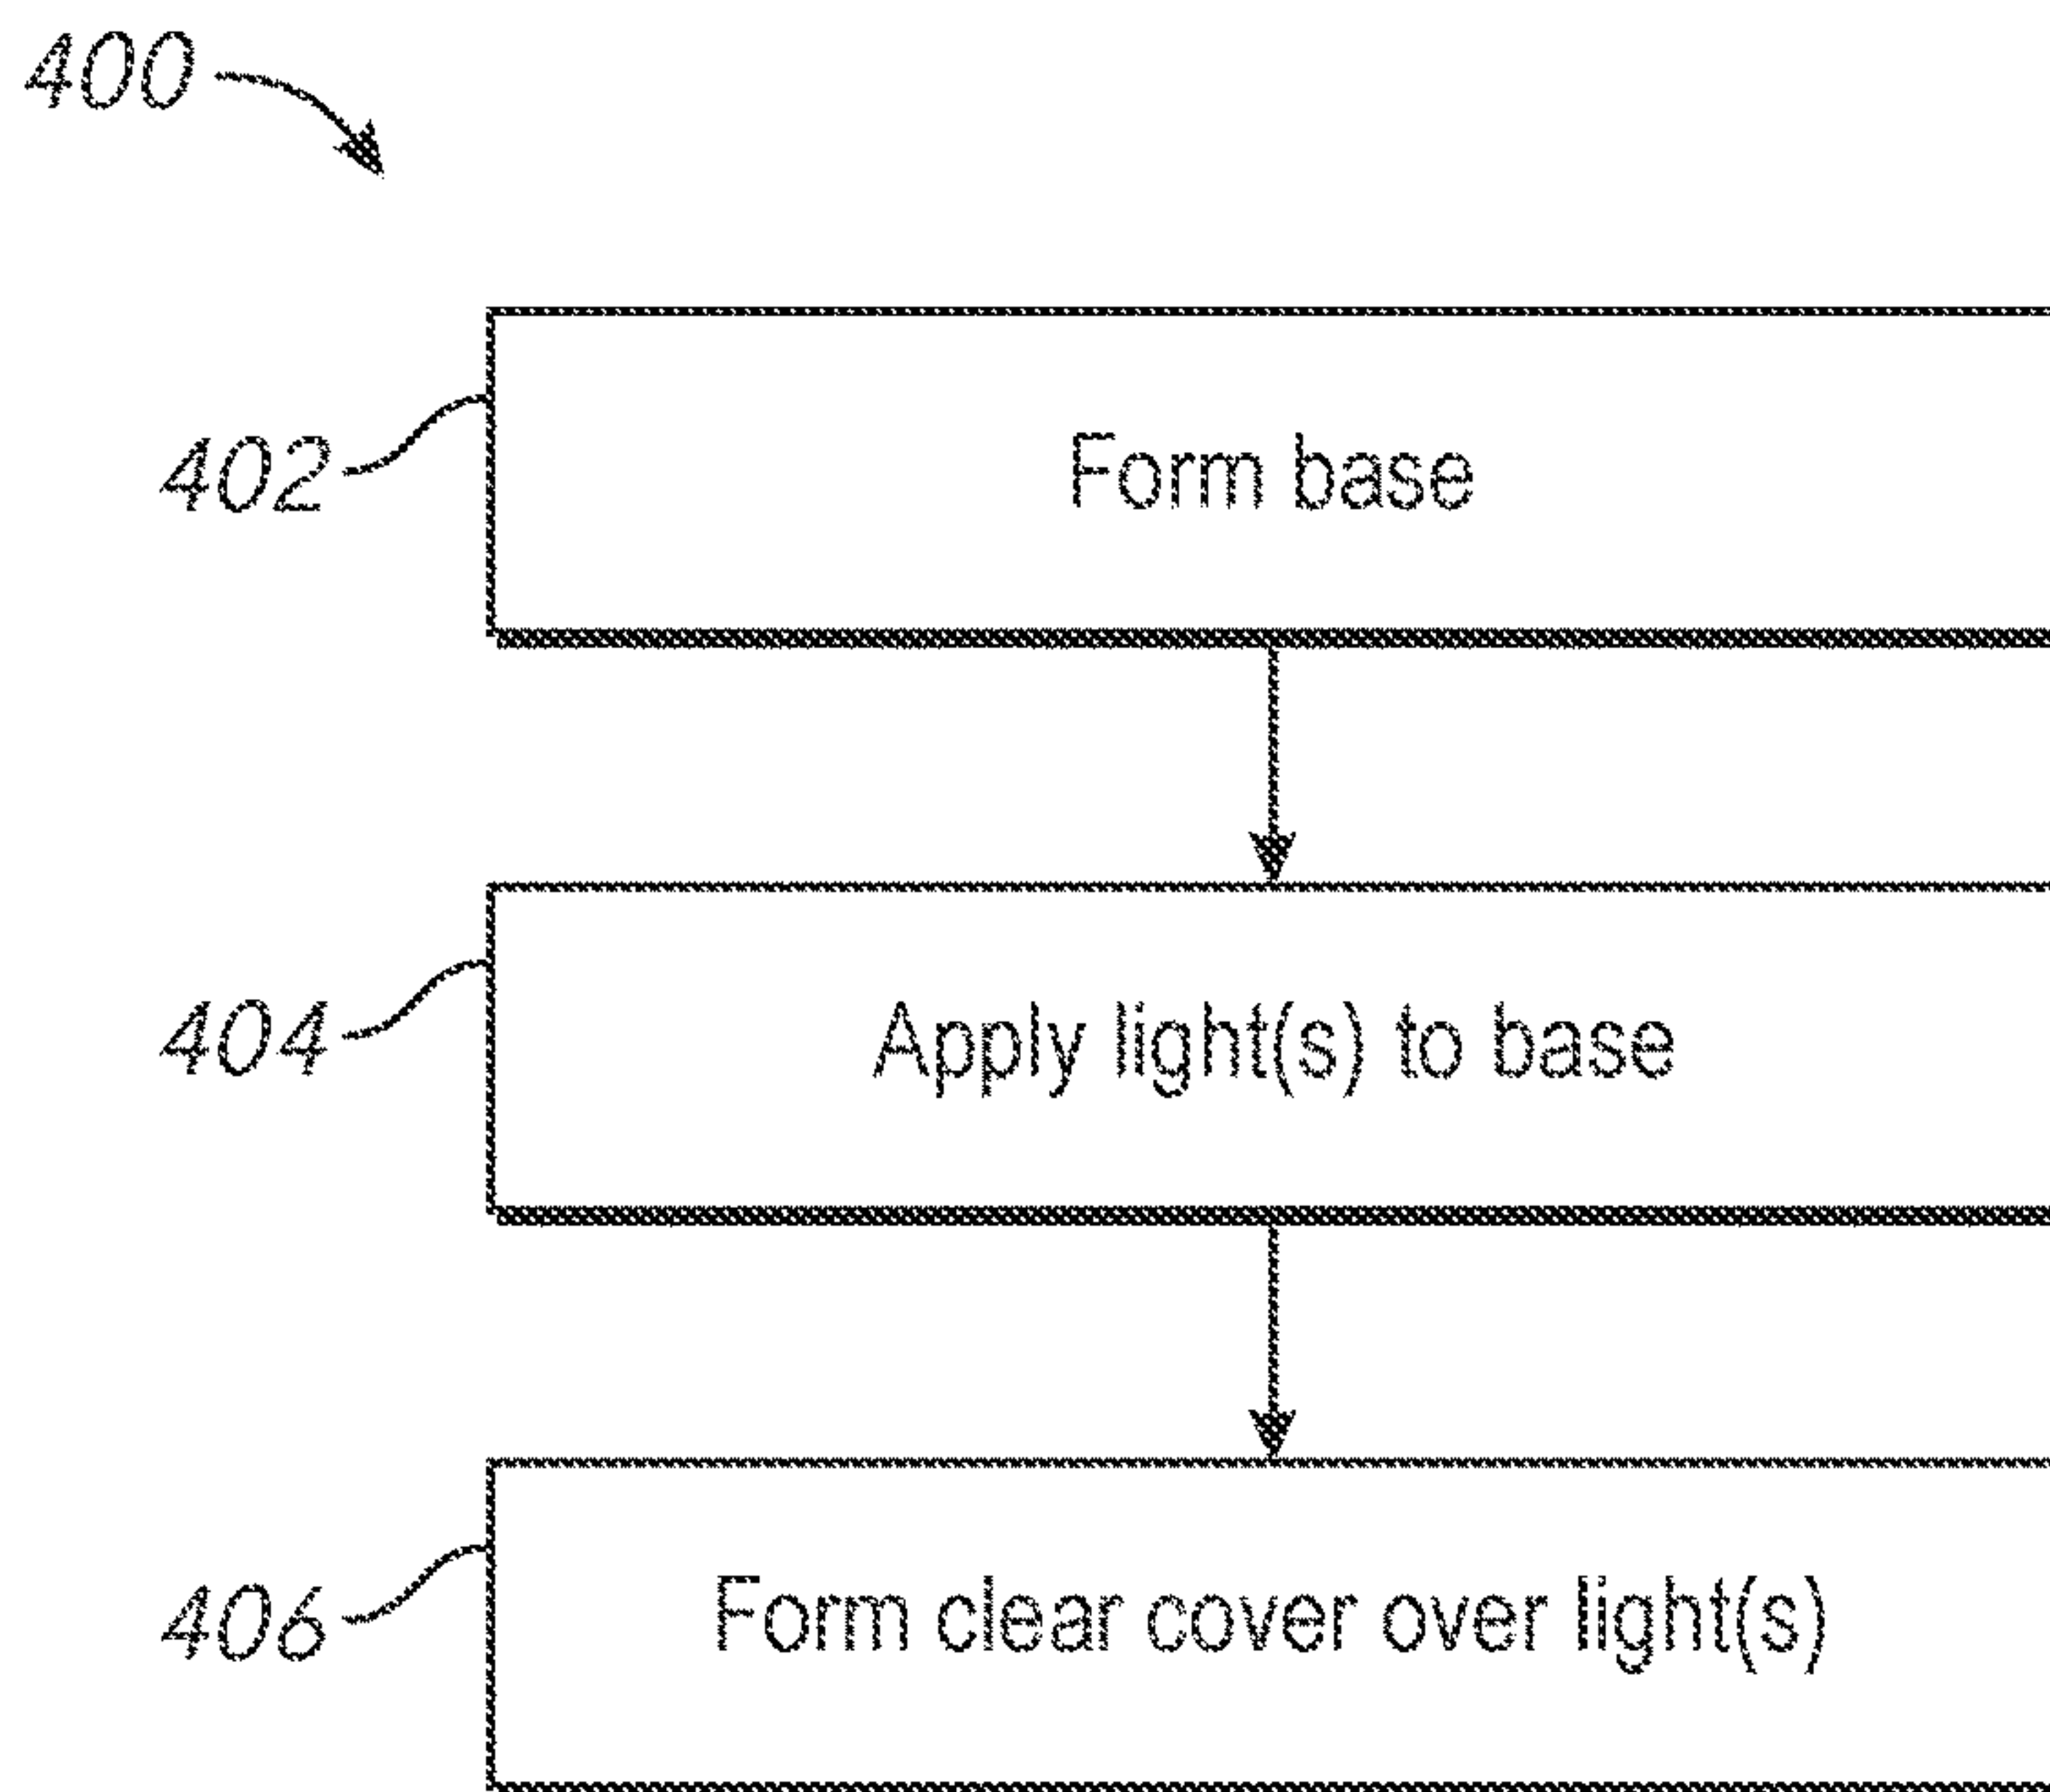 400
402
Form base
404
Apply light(s) to base
406
Form clear cover over light(s)